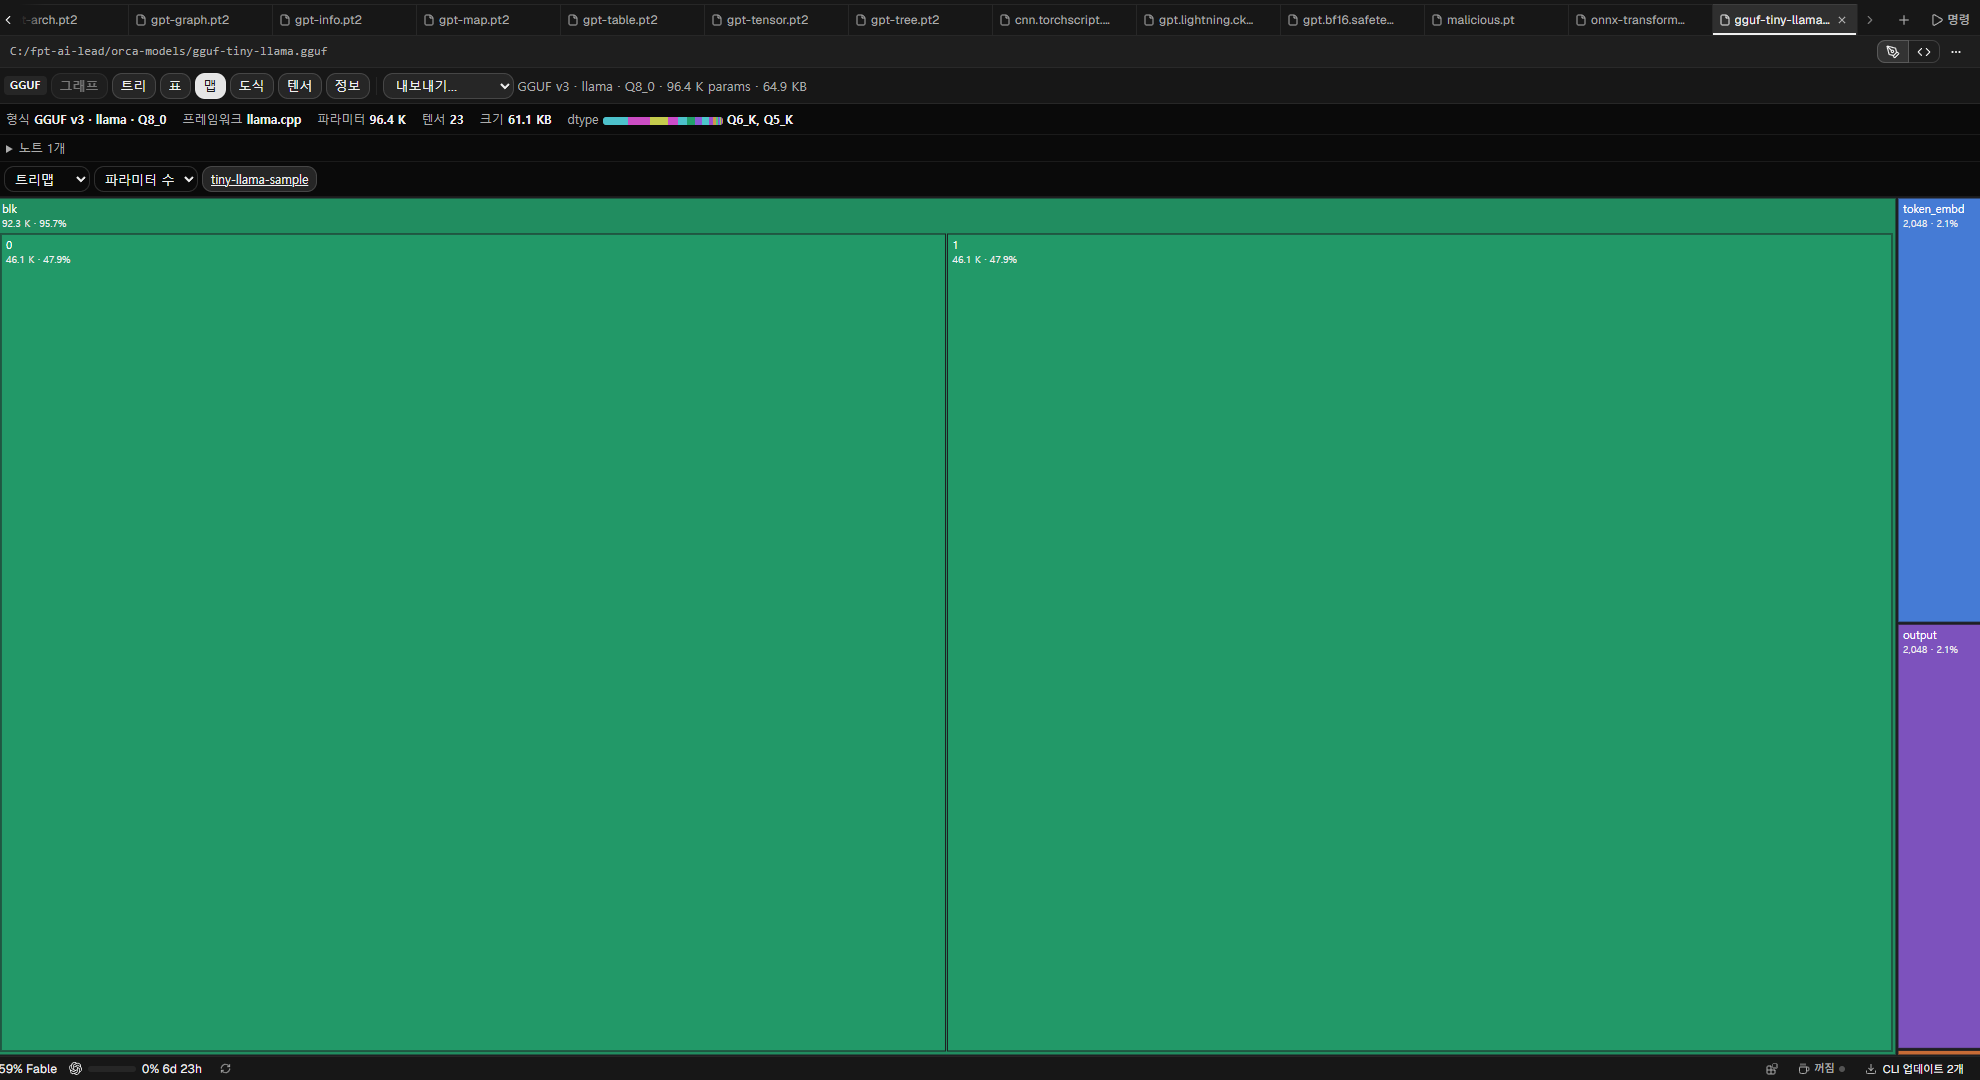 -arch.pt2
gpt-graph.pt2
gpt-info.pt2
gpt-map.pt2
gpt-table.pt2
gpt-tensor.pt2
gpt-tree.pt2
cnn.torchscript....
gpt.lightning.ck...
gpt.bf16.safete...
malicious.pt
onnx-transform...
gguf-tiny-llama...
명령
C:/fpt-ai-lead/orca-models/gguf-tiny-llama.gguf
GGUF 그래프 트리 표 맵 도식 텐서 정보 내보내기... GGUF v3 · llama · Q8_0 · 96.4 K params · 64.9 KB
형식 GGUF v3 · llama · Q8_0 프레임워크 llama.cpp 파라미터 96.4 K 텐서 23 크기 61.1 KB dtype Q6_K, Q5_K
노트 1개
트리맵 파라미터 수 tiny-llama-sample
blk
92.3 K · 95.7%
0
46.1 K · 47.9%
1
46.1 K · 47.9%
token_embd
2,048 · 2.1%
output
2,048 · 2.1%
59% Fable 0% 6d 23h
꺼짐
CLI 업데이트 2개